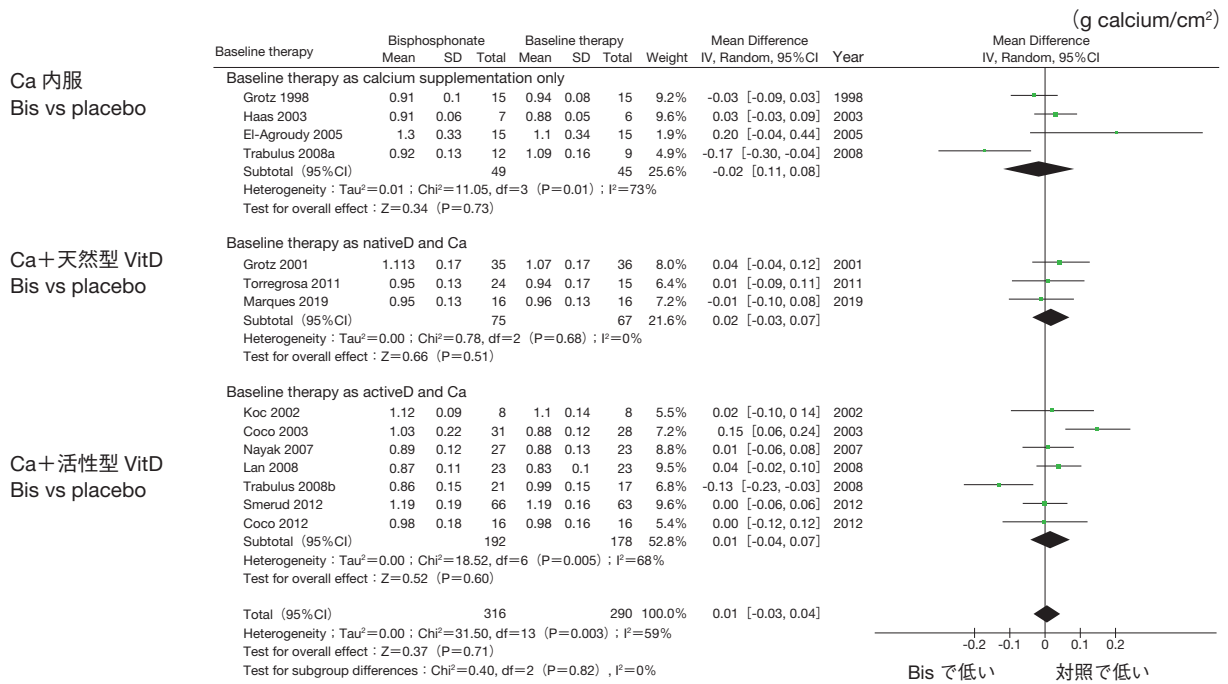 (g calcium/cm²)
Bisphosphonate Baseline therapy Mean Difference Mean Difference
Baseline therapy Mean SD Total Mean SD Total Weight IV, Random, 95%CI Year IV, Random, 95%CI
Ca 内服
Bis vs placebo
Baseline therapy as calcium supplementation only
Grotz 1998 0.91 0.1 15 0.94 0.08 15 9.2% -0.03 [-0.09, 0.03] 1998
Haas 2003 0.91 0.06 7 0.88 0.05 6 9.6% 0.03 [-0.03, 0.09] 2003
El-Agroudy 2005 1.3 0.33 15 1.1 0.34 15 1.9% 0.20 [-0.04, 0.44] 2005
Trabulus 2008a 0.92 0.13 12 1.09 0.16 9 4.9% -0.17 [-0.30, -0.04] 2008
Subtotal (95%CI) 49 45 25.6% -0.02 [0.11, 0.08]
Heterogeneity：Tau²＝0.01；Chi²＝11.05, df＝3 (P＝0.01)；I²＝73%
Test for overall effect：Z＝0.34 (P＝0.73)
Ca＋天然型 VitD
Bis vs placebo
Baseline therapy as nativeD and Ca
Grotz 2001 1.113 0.17 35 1.07 0.17 36 8.0% 0.04 [-0.04, 0.12] 2001
Torregrosa 2011 0.95 0.13 24 0.94 0.17 15 6.4% 0.01 [-0.09, 0.11] 2011
Marques 2019 0.95 0.13 16 0.96 0.13 16 7.2% -0.01 [-0.10, 0.08] 2019
Subtotal (95%CI) 75 67 21.6% 0.02 [-0.03, 0.07]
Heterogeneity：Tau²＝0.00；Chi²＝0.78, df＝2 (P＝0.68)；I²＝0%
Test for overall effect：Z＝0.66 (P＝0.51)
Ca＋活性型 VitD
Bis vs placebo
Baseline therapy as activeD and Ca
Koc 2002 1.12 0.09 8 1.1 0.14 8 5.5% 0.02 [-0.10, 0 14] 2002
Coco 2003 1.03 0.22 31 0.88 0.12 28 7.2% 0.15 [0.06, 0.24] 2003
Nayak 2007 0.89 0.12 27 0.88 0.13 23 8.8% 0.01 [-0.06, 0.08] 2007
Lan 2008 0.87 0.11 23 0.83 0.1 23 9.5% 0.04 [-0.02, 0.10] 2008
Trabulus 2008b 0.86 0.15 21 0.99 0.15 17 6.8% -0.13 [-0.23, -0.03] 2008
Smerud 2012 1.19 0.19 66 1.19 0.16 63 9.6% 0.00 [-0.06, 0.06] 2012
Coco 2012 0.98 0.18 16 0.98 0.16 16 5.4% 0.00 [-0.12, 0.12] 2012
Subtotal (95%CI) 192 178 52.8% 0.01 [-0.04, 0.07]
Heterogeneity：Tau²＝0.00；Chi²＝18.52, df＝6 (P＝0.005)；I²＝68%
Test for overall effect：Z＝0.52 (P＝0.60)
Total (95%CI) 316 290 100.0% 0.01 [-0.03, 0.04]
Heterogeneity：Tau²＝0.00；Chi²＝31.50, df＝13 (P＝0.003)；I²＝59%
Test for overall effect：Z＝0.37 (P＝0.71)
Test for subgroup differences：Chi²＝0.40, df＝2 (P＝0.82), I²＝0%
-0.2 -0.1 0 0.1 0.2
Bis で低い 対照で低い